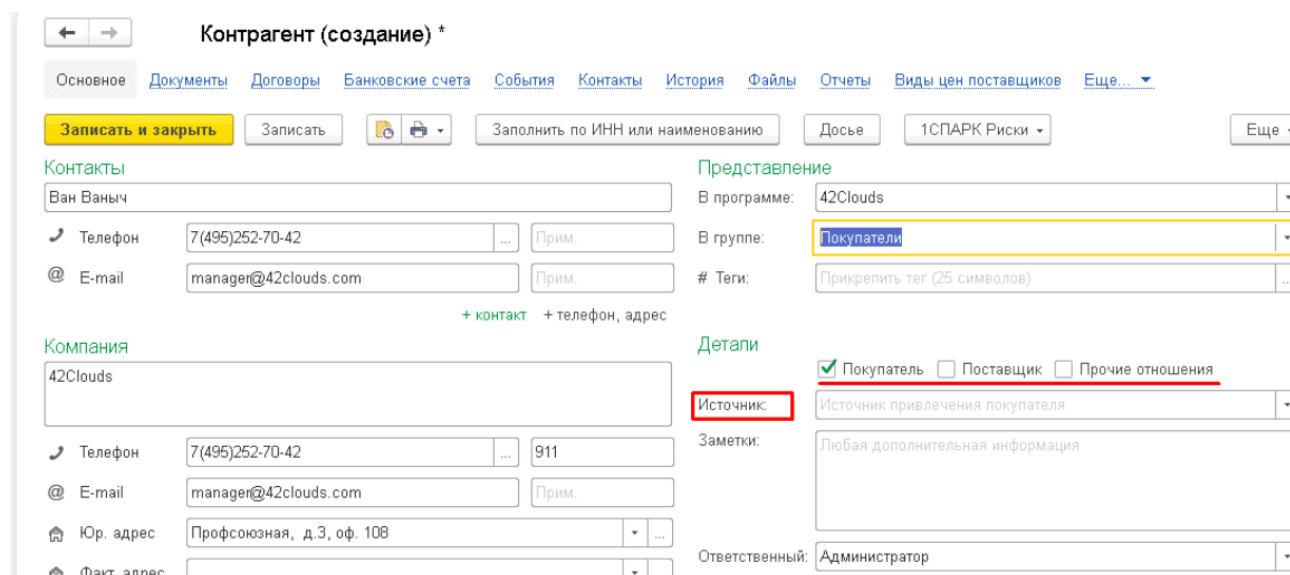 Контрагент (создание) *
Основное Документы Договоры Банковские счета События Контакты История Файлы Отчеты Виды цен поставщиков Еще...
Записать и закрыть Записать Заполнить по ИНН или наименованию Досье 1СПАРК Риски Еще
Контакты
Ван Ваныч
Телефон 7(495)252-70-42 ... Прим.
@ E-mail manager@42clouds.com Прим.
+ контакт + телефон, адрес
Компания
42Clouds
Телефон 7(495)252-70-42 ... 911
@ E-mail manager@42clouds.com Прим.
Юр. адрес Профсоюзная, д.3, оф. 108 ...
Факт. адрес
Представление
В программе: 42Clouds
В группе: Покупатели
# Теги: Прикрепить тег (25 символов) ...
Детали
Покупатель Поставщик Прочие отношения
Источник: Источник привлечения покупателя
Заметки: Любая дополнительная информация
Ответственный: Администратор